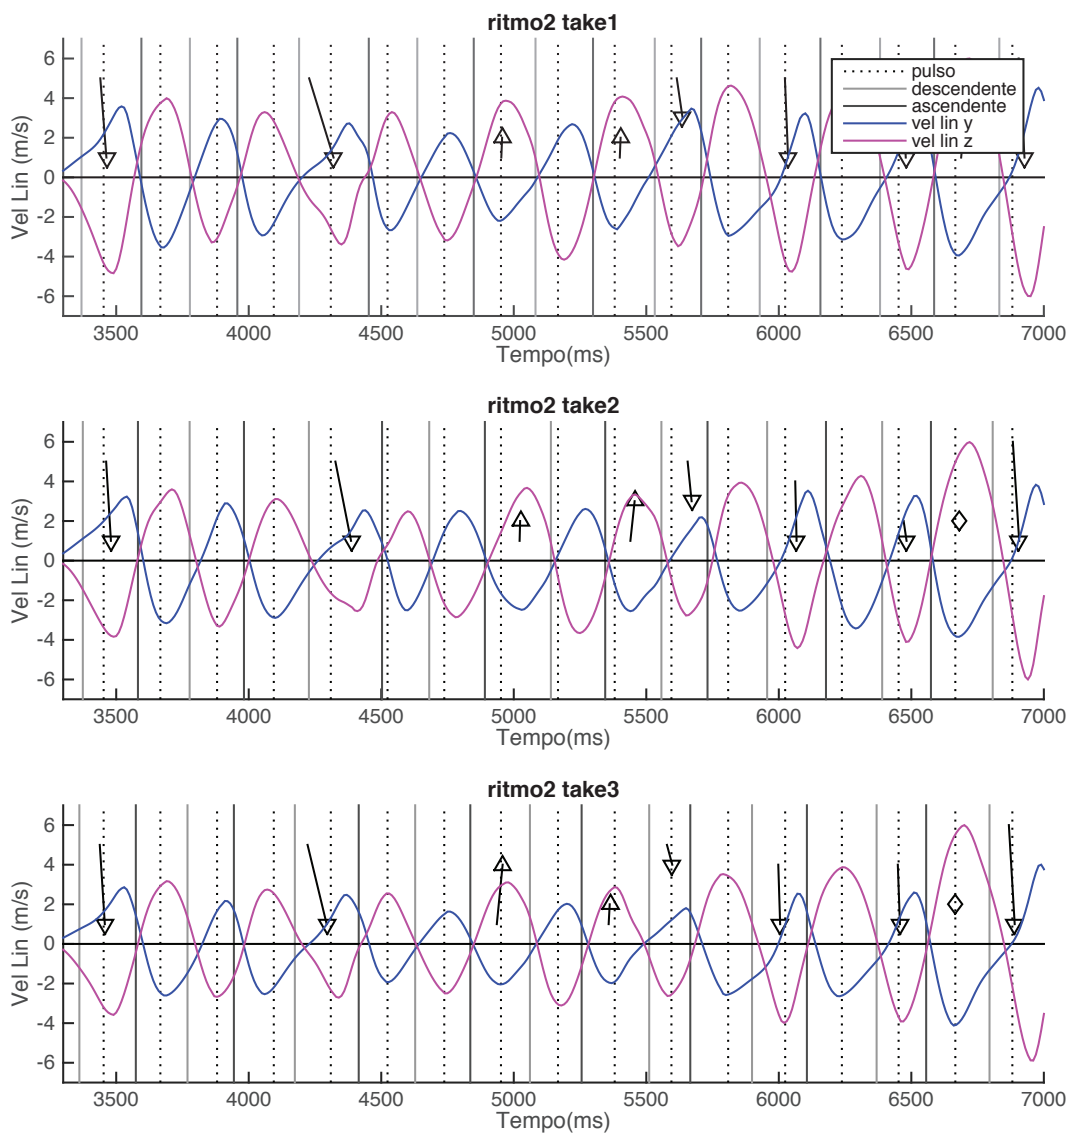 ritmo2 take1
6
4
2
0
-2
-4
-6
Vel Lin (m/s)
pulso
descendente
ascendente
vel lin y
vel lin z
3500 4000 4500 5000 5500 6000 6500 7000
Tempo(ms)
ritmo2 take2
6
4
2
0
-2
-4
-6
Vel Lin (m/s)
3500 4000 4500 5000 5500 6000 6500 7000
Tempo(ms)
ritmo2 take3
6
4
2
0
-2
-4
-6
Vel Lin (m/s)
3500 4000 4500 5000 5500 6000 6500 7000
Tempo(ms)